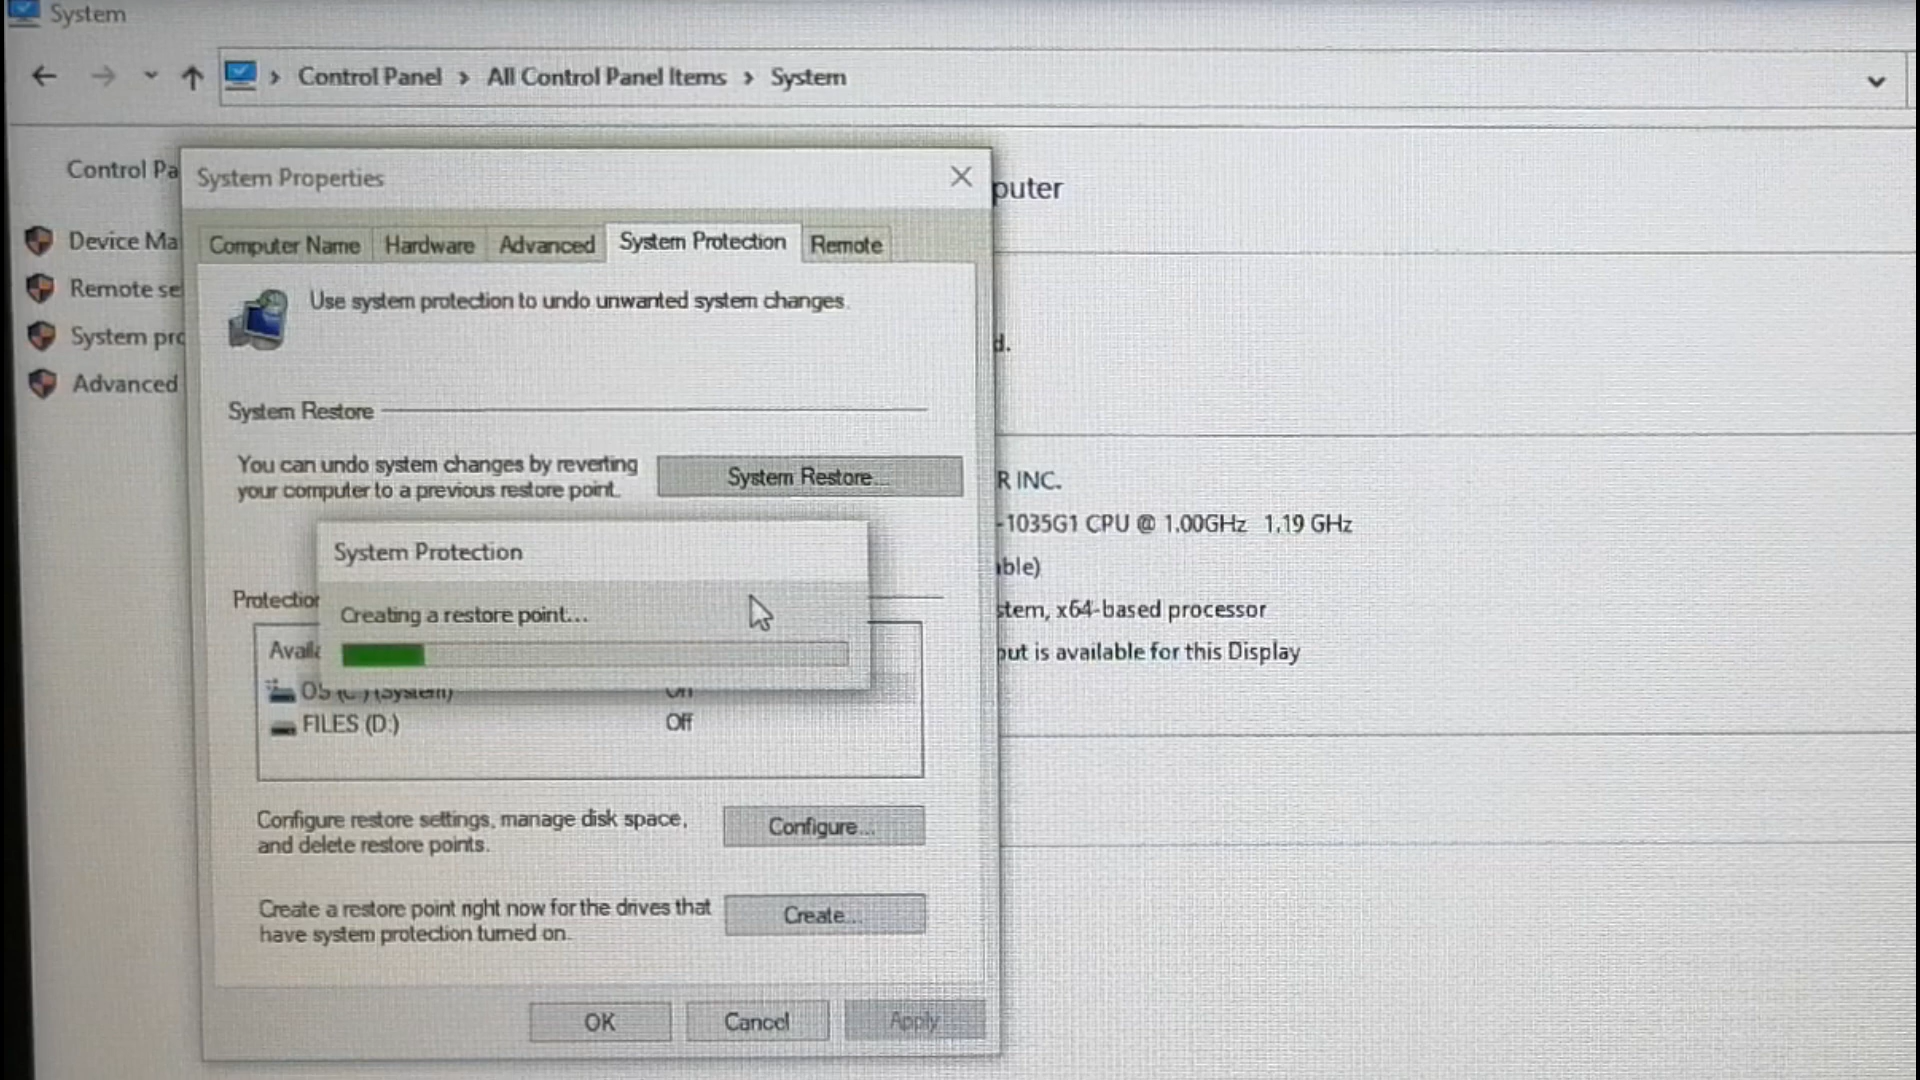 System
Control Panel > All Control Panel Items > System
Control Pa
System Properties
puter
Device Ma
Remote se
System pro
Advanced
Computer Name
Hardware
Advanced
System Protection
Remote
Use system protection to undo unwanted system changes.
d.
System Restore
You can undo system changes by reverting
your computer to a previous restore point.
System Restore...
R INC.
-1035G1 CPU @ 1.00GHz 1.19 GHz
ble)
System Protection
Protection
Creating a restore point...
stem, x64-based processor
Availa
put is available for this Display
OS (C:) (System)
On
FILES (D:)
Off
Configure restore settings, manage disk space,
and delete restore points.
Configure...
Create a restore point right now for the drives that
have system protection turned on.
Create...
OK
Cancel
Apply